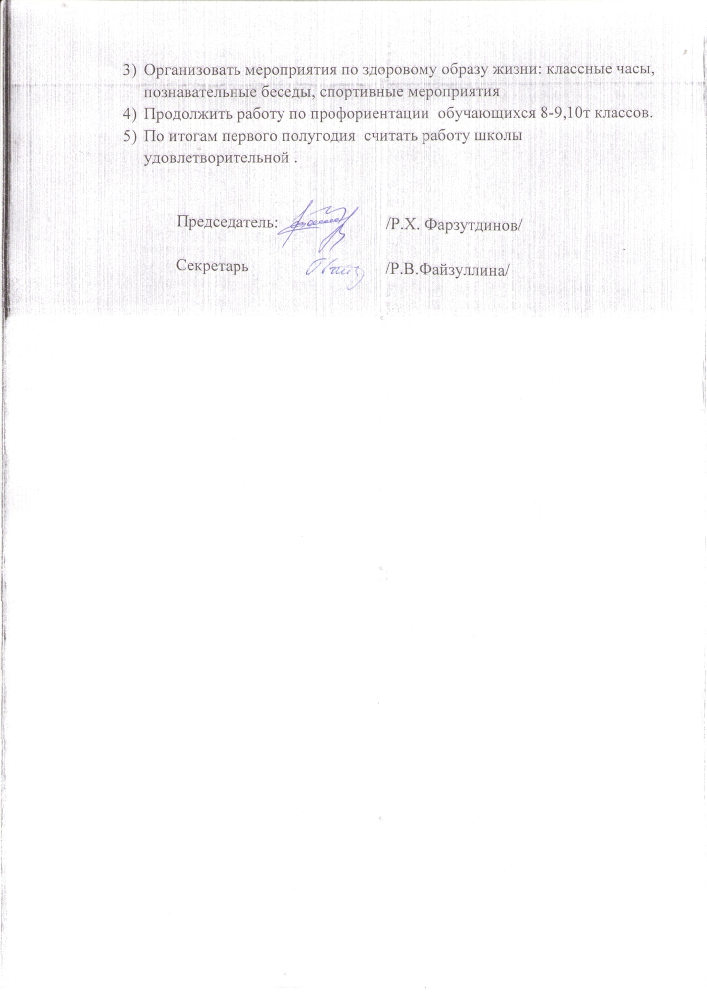 3) Организовать мероприятия по здоровому образу жизни: классные часы,
познавательные беседы, спортивные мероприятия
4) Продолжить работу по профориентации  обучающихся 8-9,10т классов.
5) По итогам первого полугодия  считать работу школы
удовлетворительной .
Председатель: /Р.Х. Фарзутдинов/
Секретарь /Р.В.Файзуллина/